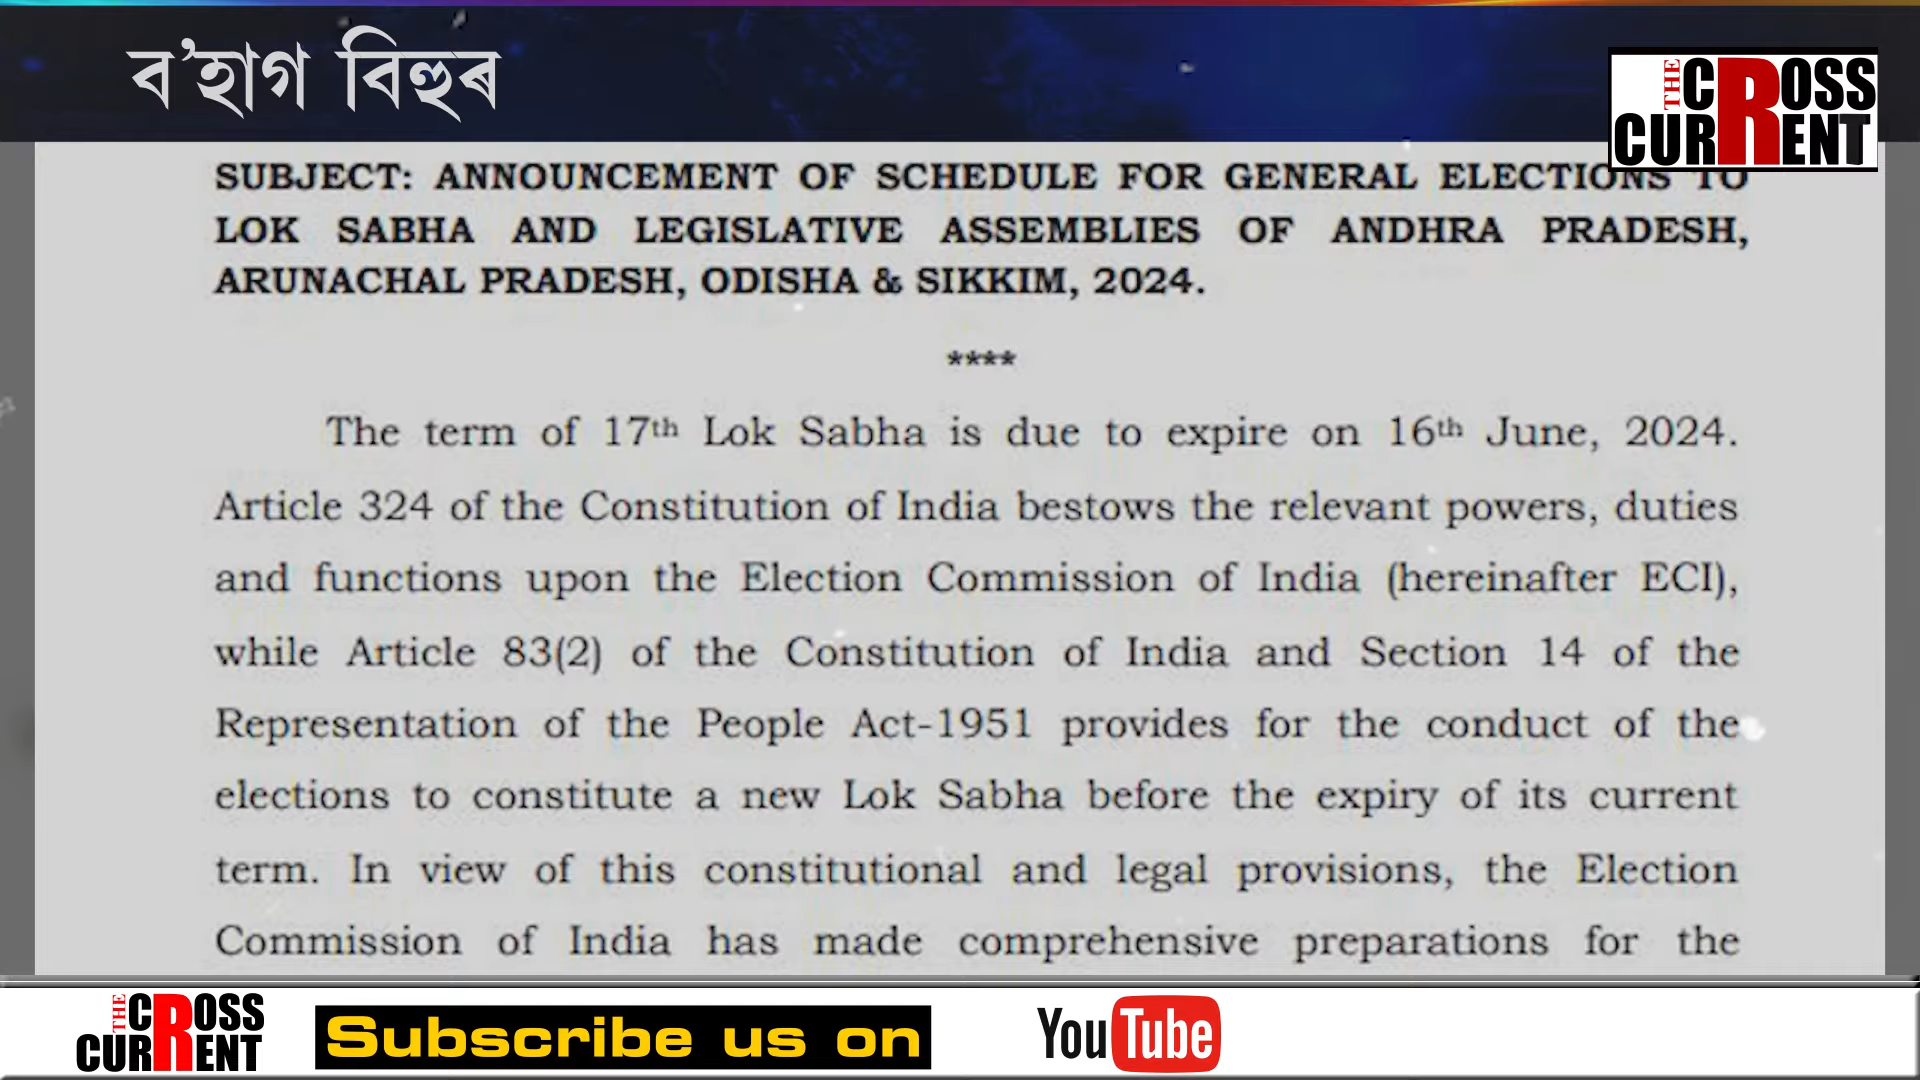 ব’হাগ বিহুৰ
THE CROSS
CURRENT
SUBJECT: ANNOUNCEMENT OF SCHEDULE FOR GENERAL ELECTIONS TO
LOK SABHA AND LEGISLATIVE ASSEMBLIES OF ANDHRA PRADESH,
ARUNACHAL PRADESH, ODISHA & SIKKIM, 2024.
****
The term of 17th Lok Sabha is due to expire on 16th June, 2024.
Article 324 of the Constitution of India bestows the relevant powers, duties
and functions upon the Election Commission of India (hereinafter ECI),
while Article 83(2) of the Constitution of India and Section 14 of the
Representation of the People Act-1951 provides for the conduct of the
elections to constitute a new Lok Sabha before the expiry of its current
term. In view of this constitutional and legal provisions, the Election
Commission of India has made comprehensive preparations for the
THE CROSS
CURRENT
Subscribe us on
YouTube